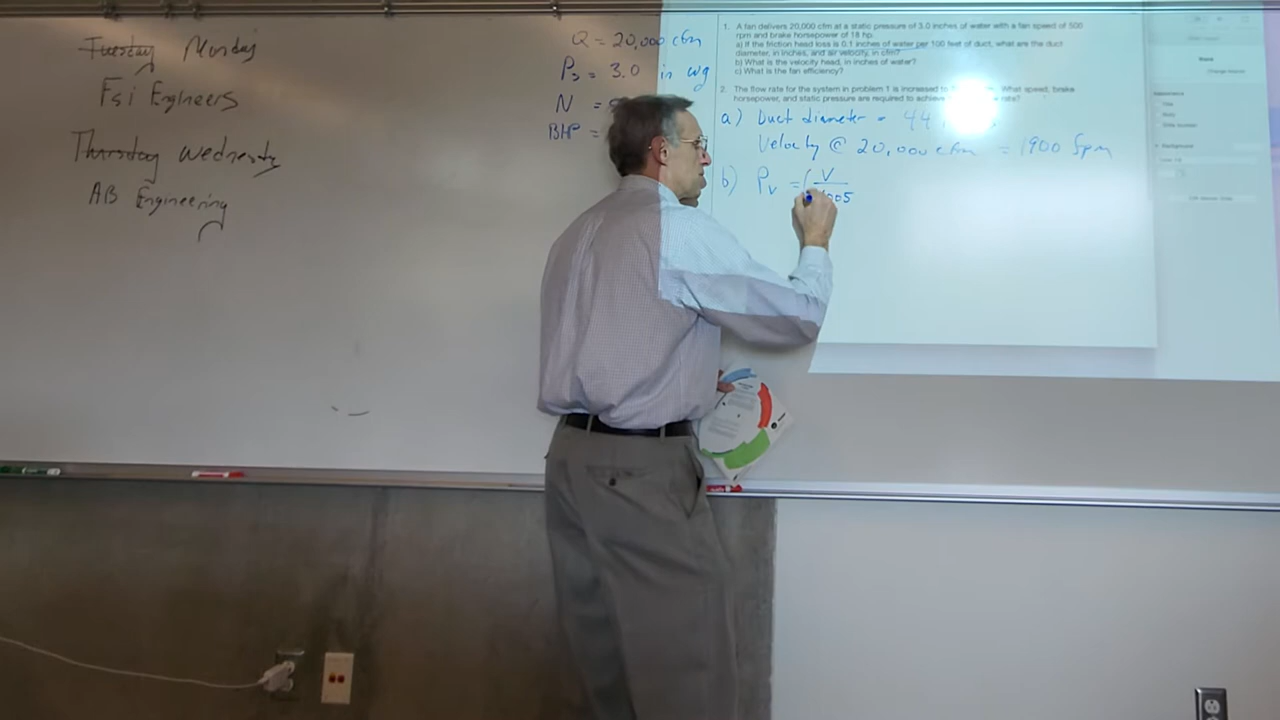 Tuesday Monday
Fsi Engineers
Thursday Wednesday
AB Engineering
Q = 20,000 cfm
Ps = 3.0 in wg
N =
BHP =
1. A fan delivers 20,000 cfm at a static pressure of 3.0 inches of water with a fan speed of 500
rpm and brake horsepower of 18 hp.
a) If the friction head loss is 0.1 inches of water per 100 feet of duct, what are the duct
diameter, in inches, and air velocity, in cfm?
b) What is the velocity head, in inches of water?
c) What is the fan efficiency?
2. The flow rate for the system in problem 1 is increased to What speed, brake
horsepower, and static pressure are required to achieve rate?
a) Duct diameter = 44
Velocity @ 20,000 cfm = 1900 fpm
b) Pv = ( V
005